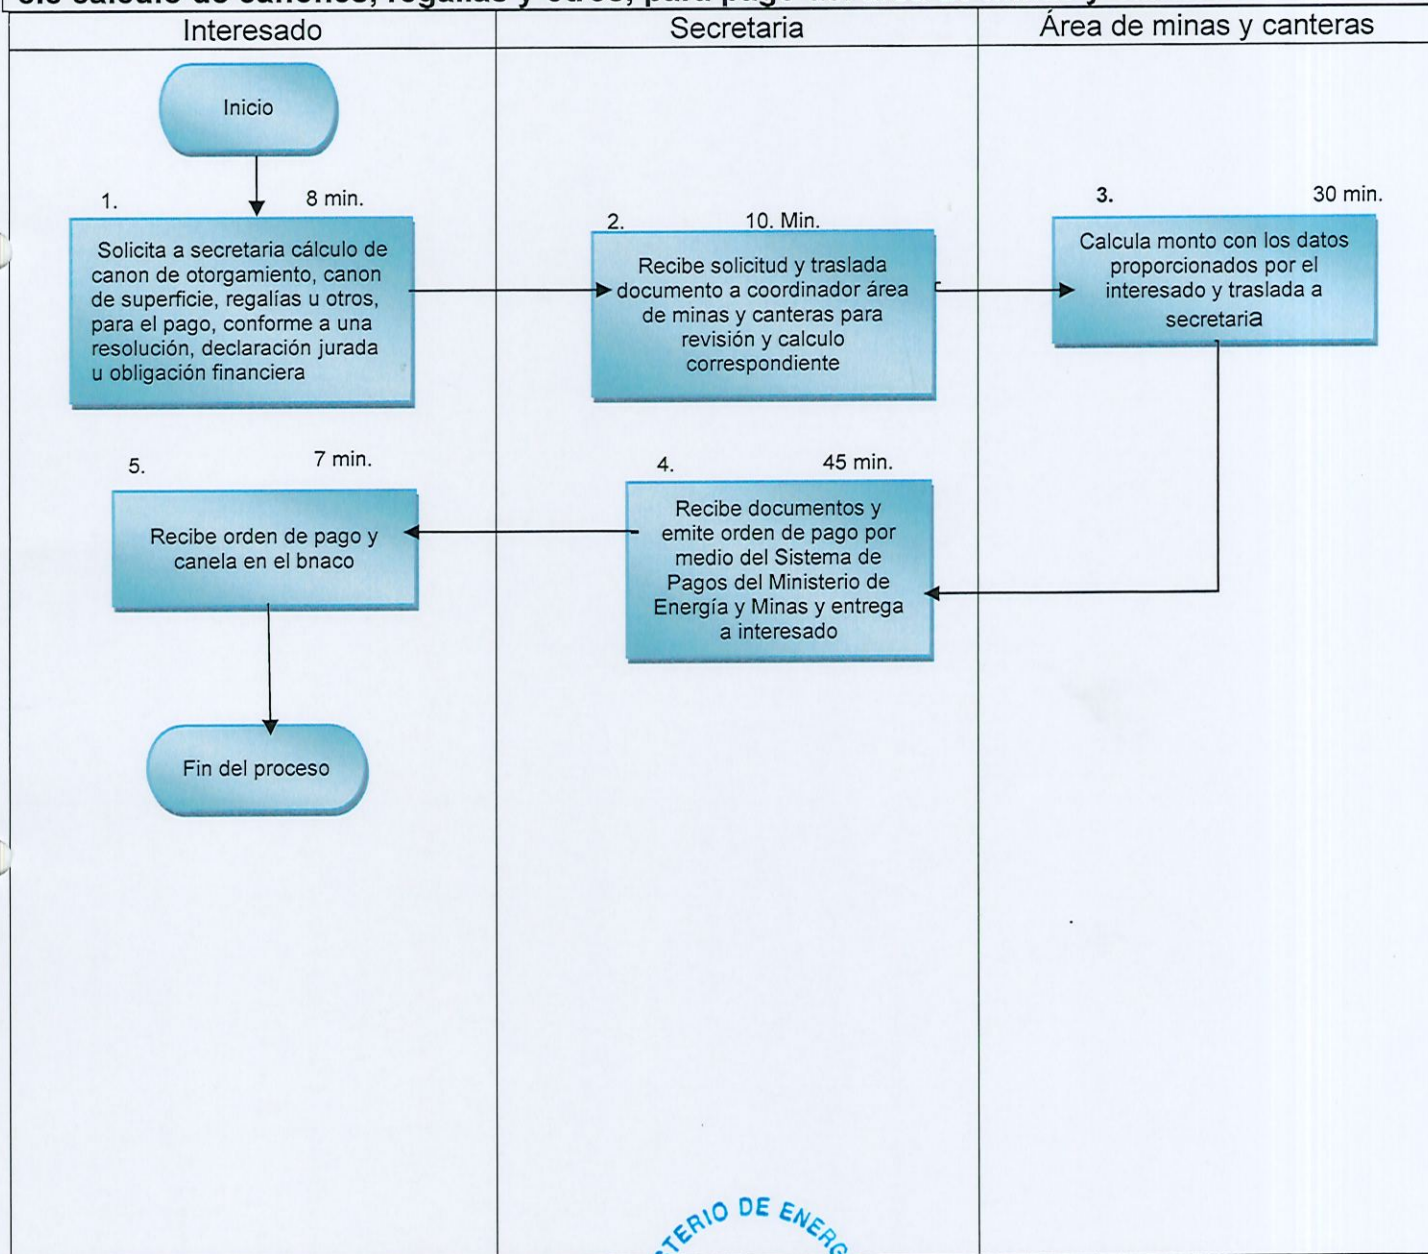 Interesado
Secretaria
Área de minas y canteras
Inicio
1.
8 min.
Solicita a secretaria cálculo de
canon de otorgamiento, canon
de superficie, regalías u otros,
para el pago, conforme a una
resolución, declaración jurada
u obligación financiera
2.
10. Min.
Recibe solicitud y traslada
documento a coordinador área
de minas y canteras para
revisión y calculo
correspondiente
3.
30 min.
Calcula monto con los datos
proporcionados por el
interesado y traslada a
secretaria
5.
7 min.
Recibe orden de pago y
canela en el bnaco
4.
45 min.
Recibe documentos y
emite orden de pago por
medio del Sistema de
Pagos del Ministerio de
Energía y Minas y entrega
a interesado
Fin del proceso
DE